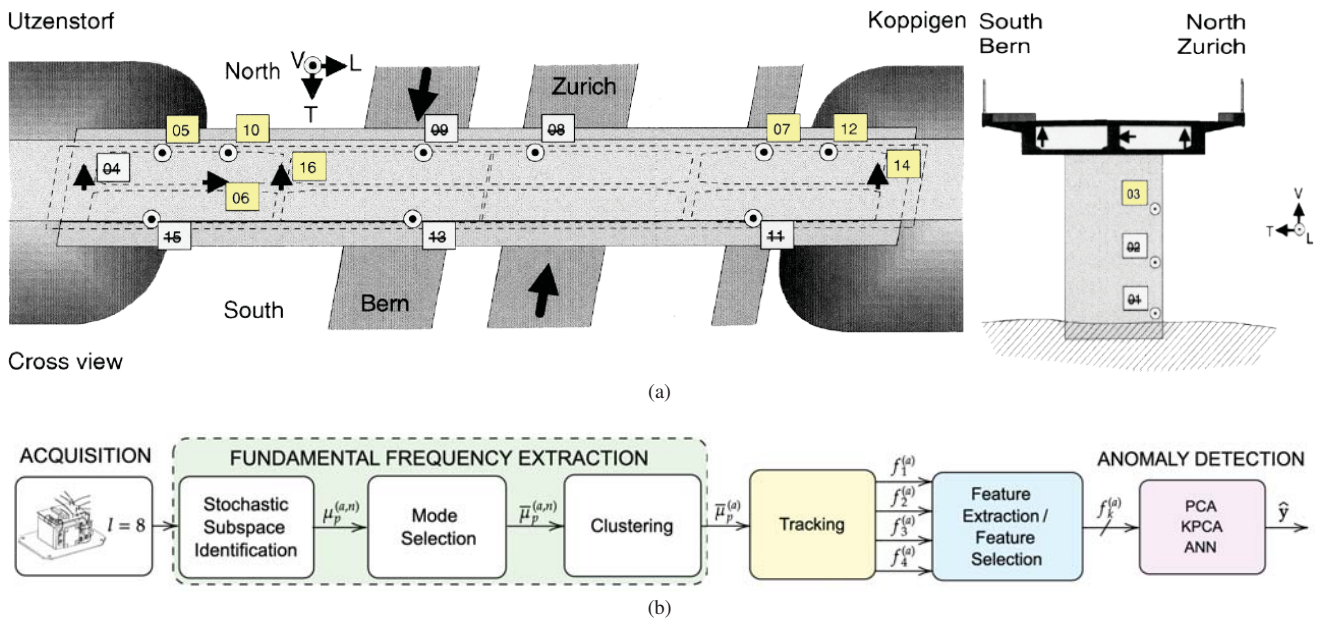 Utzenstorf
Koppigen
South
Bern
North
Zurich
North
V
L
T
Zurich
05
10
09
08
07
12
04
16
14
06
15
13
11
03
02
01
V
T
L
South
Bern
Cross view
(a)
ACQUISITION
l = 8
FUNDAMENTAL FREQUENCY EXTRACTION
Stochastic
Subspace
Identification
μ_p^{(a,n)}
Mode
Selection
μ̅_p^{(a,n)}
Clustering
μ̅_p^{(a)}
Tracking
f_1^{(a)}
f_2^{(a)}
f_3^{(a)}
f_4^{(a)}
Feature
Extraction /
Feature
Selection
f_k^{(a)}
ANOMALY DETECTION
PCA
KPCA
ANN
ŷ
(b)